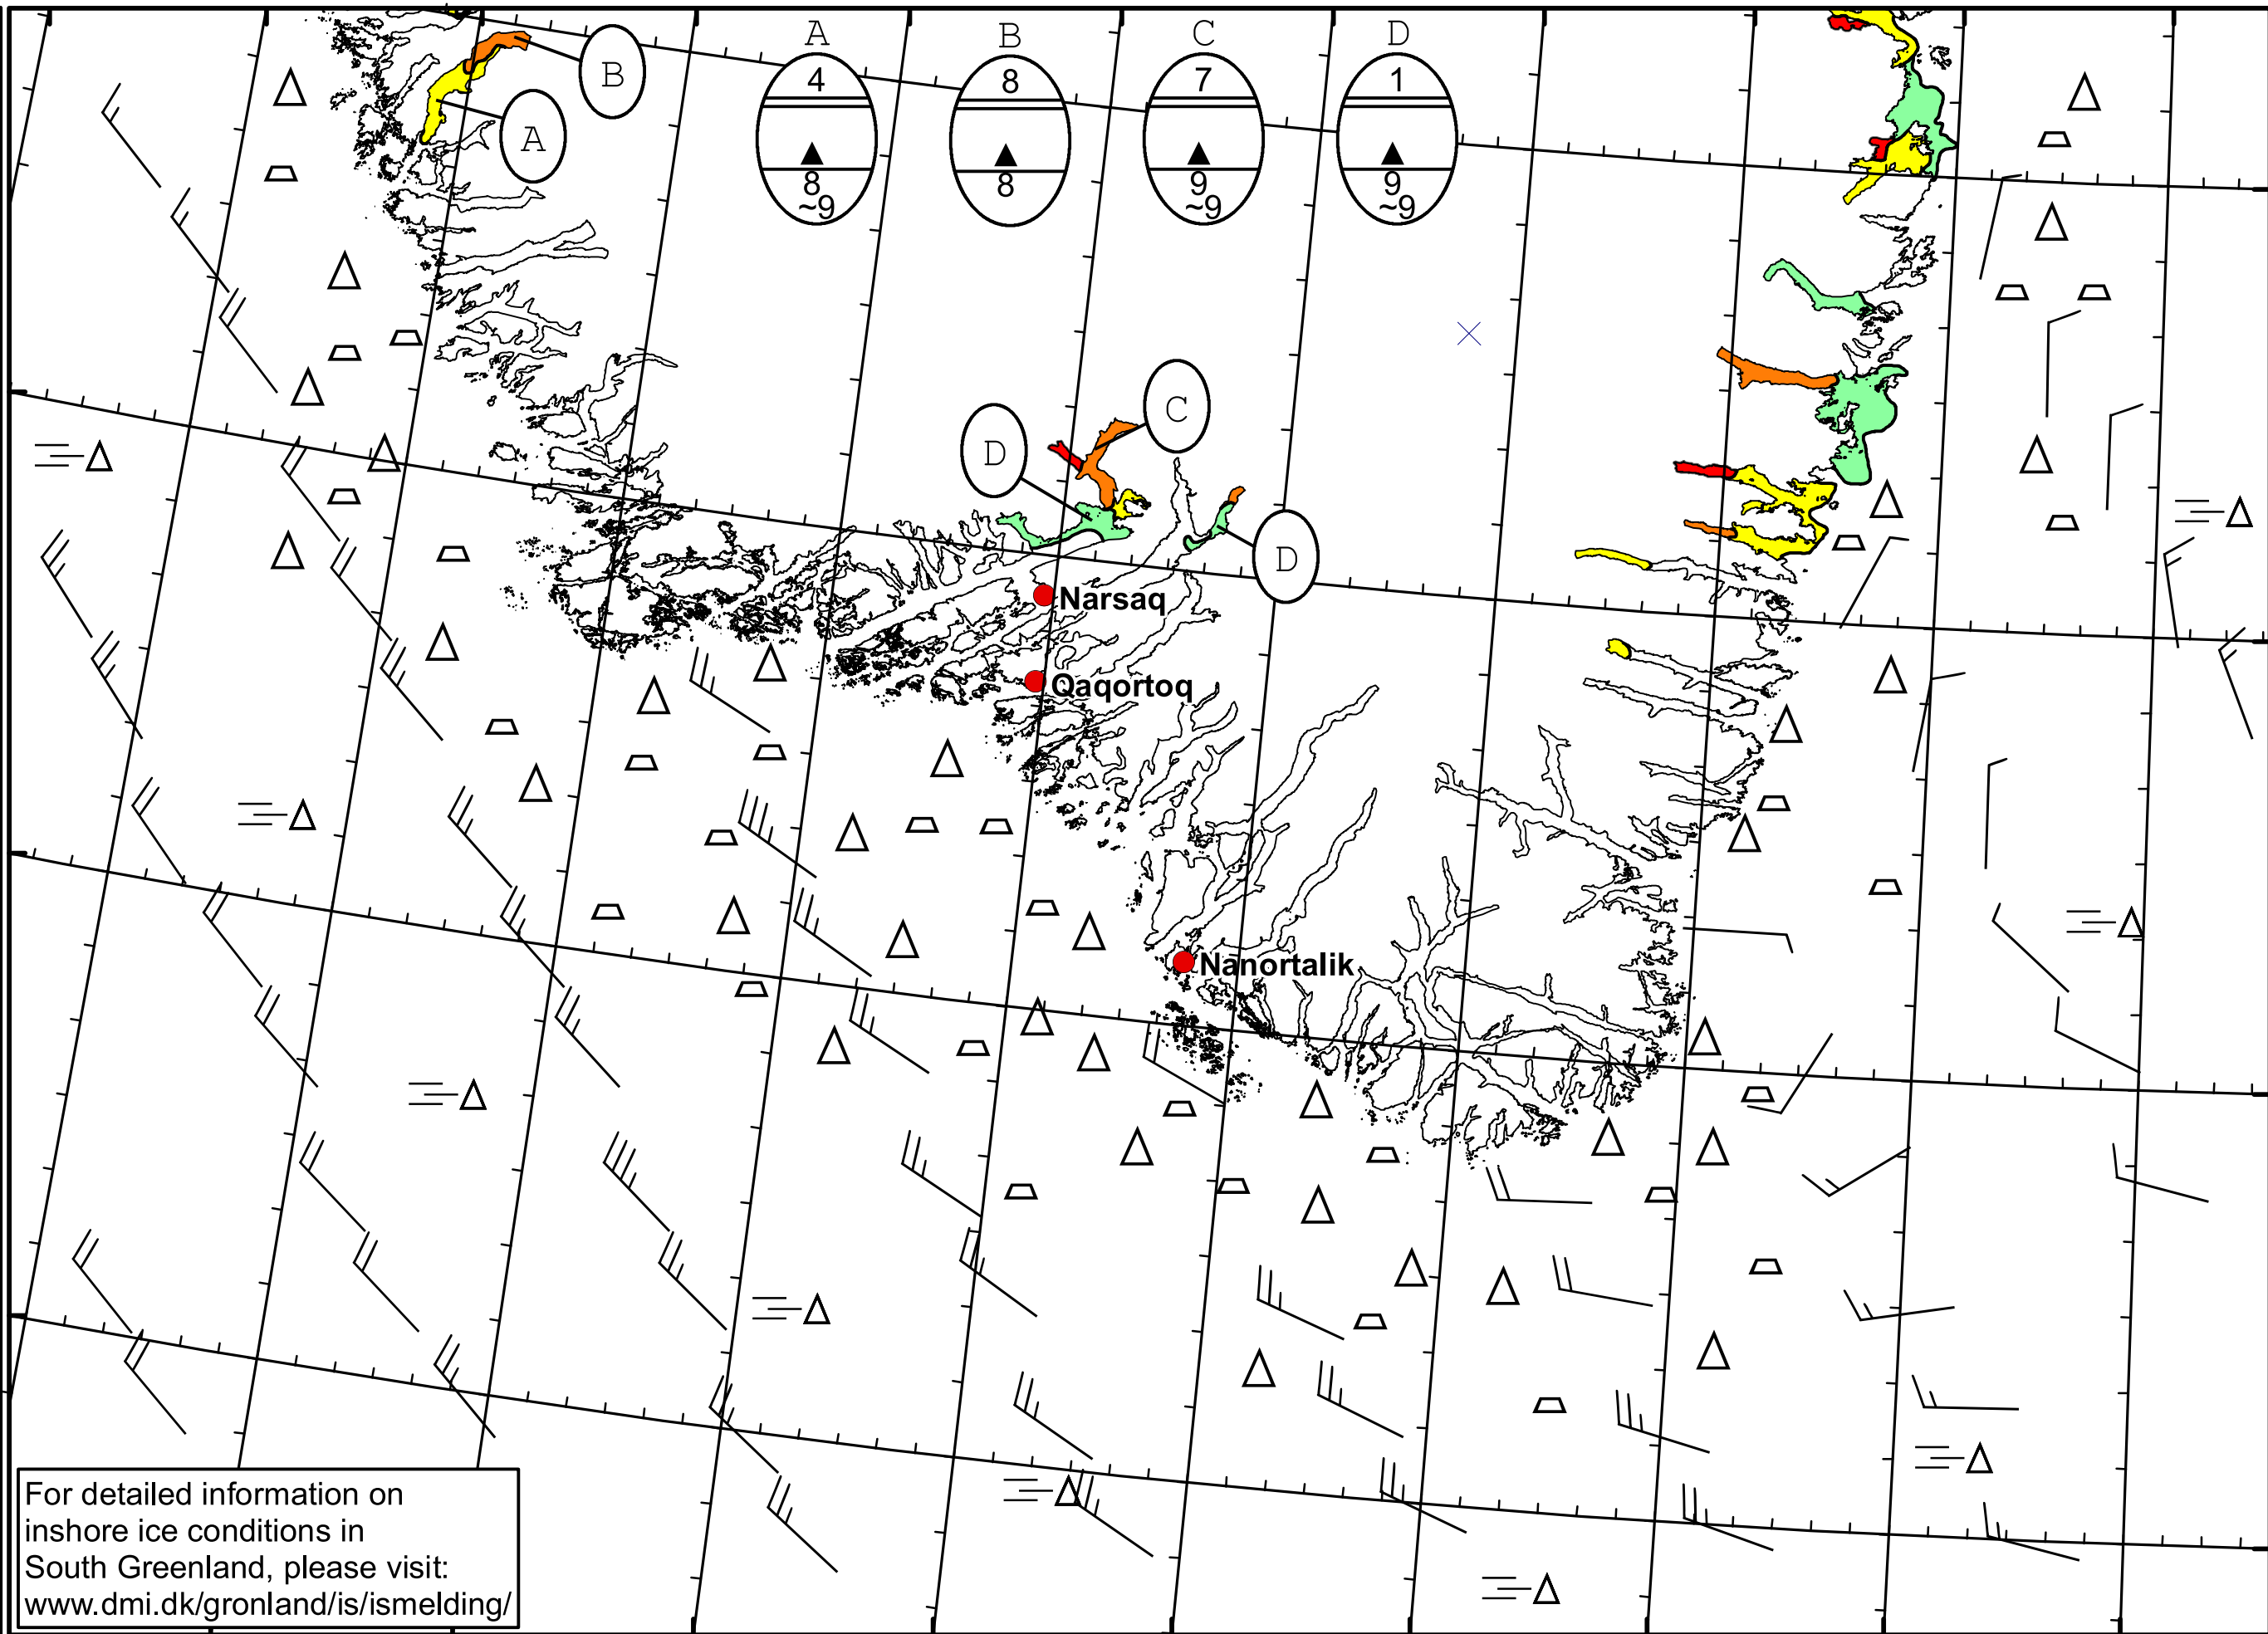 A B C D
4 8 7 1
8 8 9 9
~9 ~9 ~9
B
A
C
D
D
Narsaq
Qaqortoq
Nanortalik
For detailed information on
inshore ice conditions in
South Greenland, please visit:
www.dmi.dk/gronland/is/ismelding/